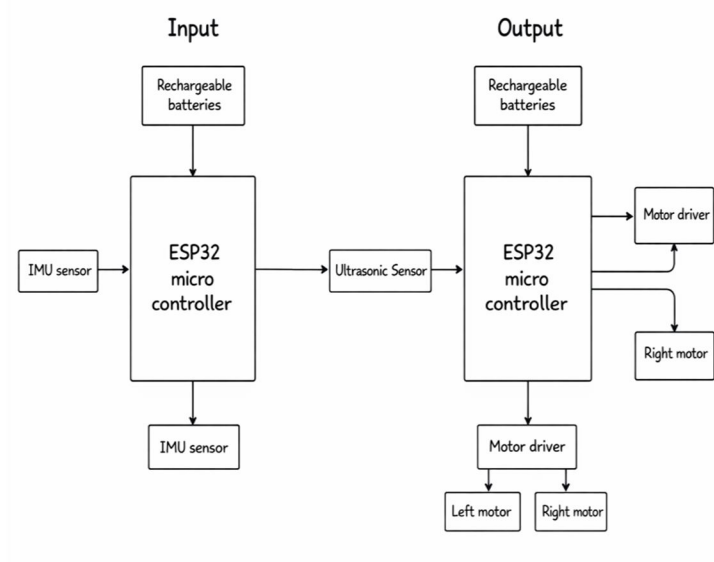 Input
Output
Rechargeable
batteries
Rechargeable
batteries
IMU sensor
ESP32
micro
controller
Ultrasonic Sensor
ESP32
micro
controller
Motor driver
Right motor
IMU sensor
Motor driver
Left motor
Right motor